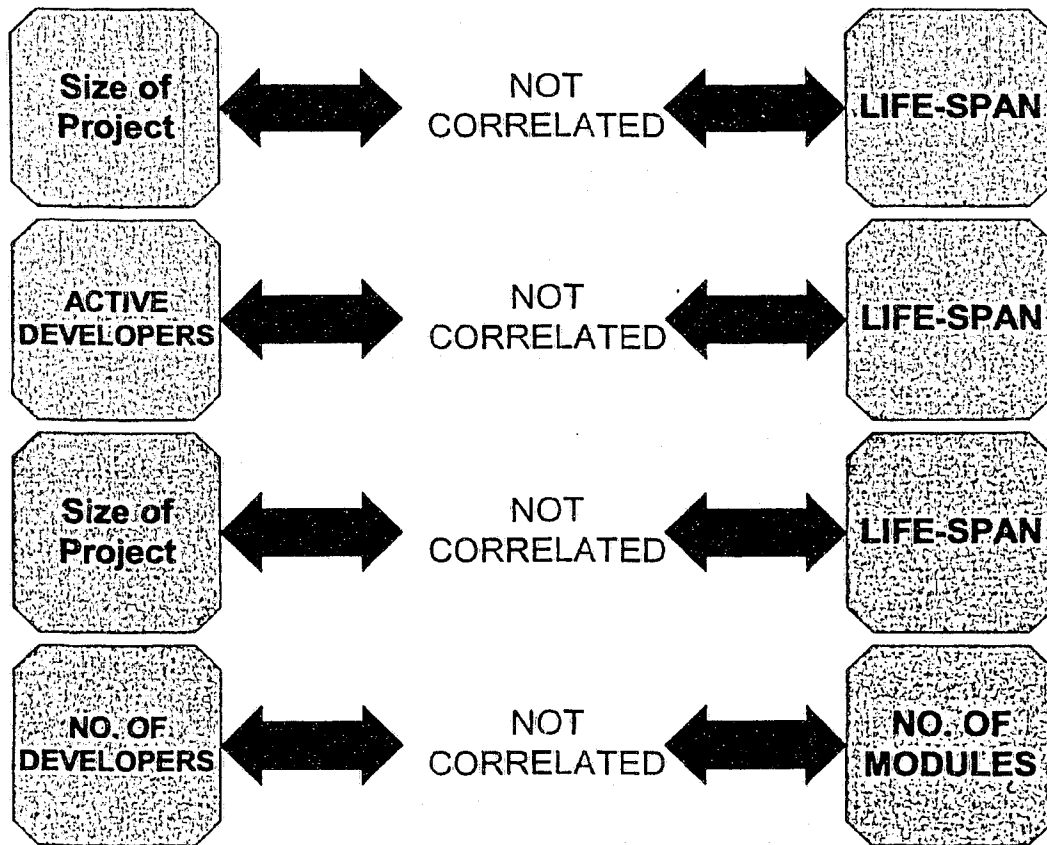 Size of
Project
NOT
CORRELATED
LIFE-SPAN
ACTIVE
DEVELOPERS
NOT
CORRELATED
LIFE-SPAN
Size of
Project
NOT
CORRELATED
LIFE-SPAN
NO. OF
DEVELOPERS
NOT
CORRELATED
NO. OF
MODULES